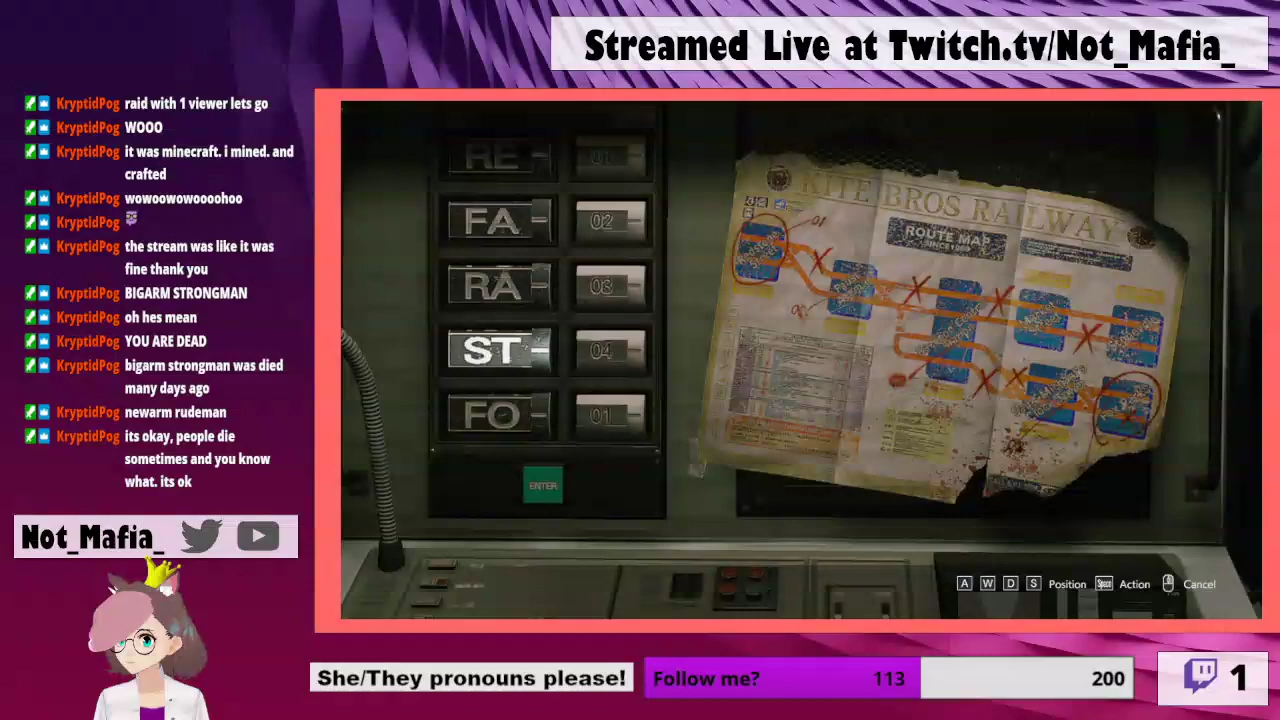 Streamed Live at Twitch.tv/Not_Mafia_
KryptidPog raid with 1 viewer lets go
KryptidPog WOOO
KryptidPog it was minecraft. i mined. and
crafted
KryptidPog wowoowowoohoo
KryptidPog
KryptidPog the stream was like it was
fine thank you
KryptidPog BIGARM STRONGMAN
KryptidPog oh hes mean
KryptidPog YOU ARE DEAD
KryptidPog bigarm strongman was died
many days ago
KryptidPog newarm rudeman
KryptidPog its okay, people die
sometimes and you know
what. its ok
Not_Mafia_
RE 01
FA 02
RA 03
ST 04
FO 01
ENTER
KITE BROS RAILWAY
ROUTE MAP
01
A W D S Position Space Action Cancel
She/They pronouns please!
Follow me? 113 200
1